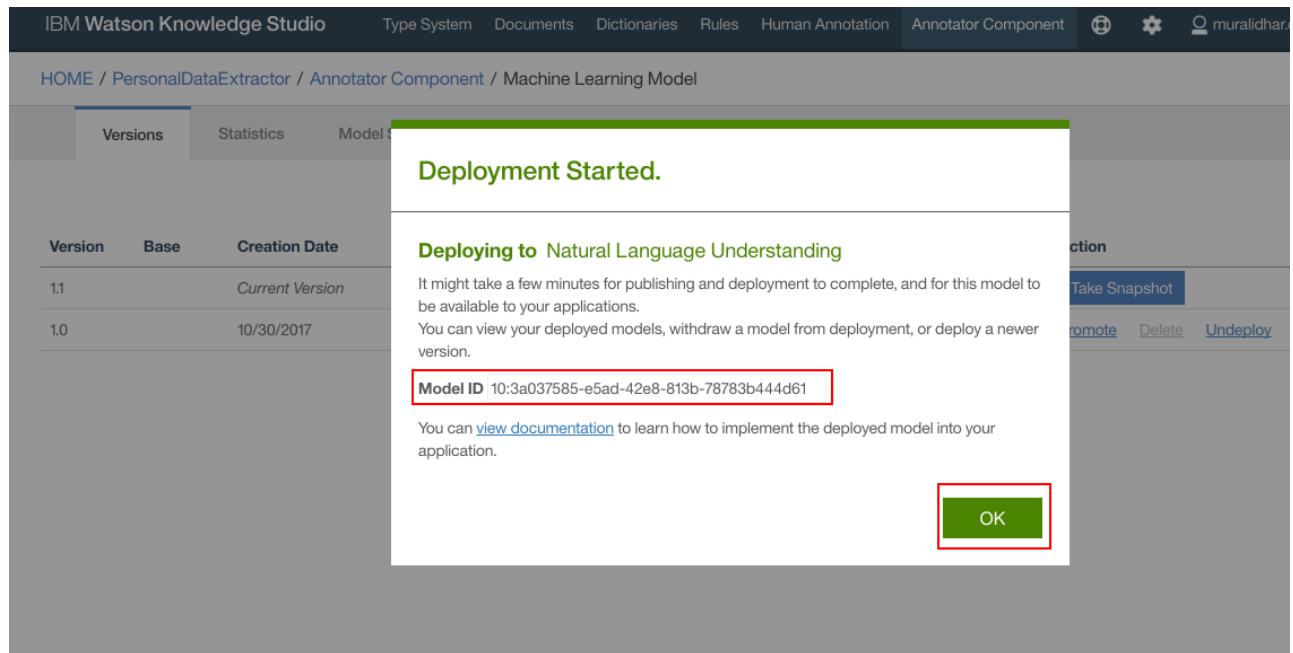 IBM Watson Knowledge Studio Type System Documents Dictionaries Rules Human Annotation Annotator Component muralidhar.
HOME / PersonalDataExtractor / Annotator Component / Machine Learning Model
Versions Statistics Model
Deployment Started.
Version Base Creation Date ction
Deploying to Natural Language Understanding
It might take a few minutes for publishing and deployment to complete, and for this model to
be available to your applications.
1.1 Current Version Take Snapshot
You can view your deployed models, withdraw a model from deployment, or deploy a newer
version.
1.0 10/30/2017 romote Delete Undeploy
Model ID 10:3a037585-e5ad-42e8-813b-78783b444d61
You can view documentation to learn how to implement the deployed model into your
application.
OK